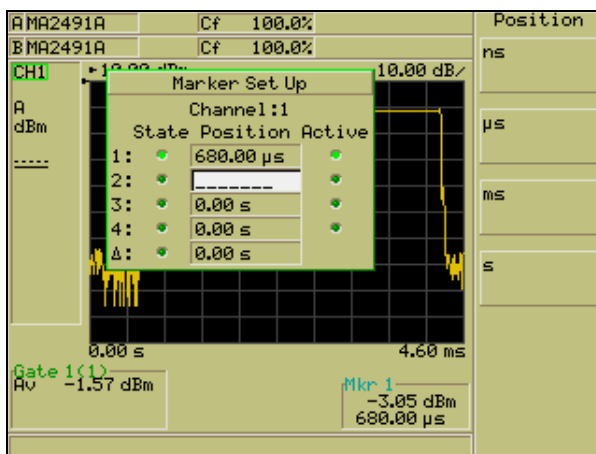 A MA2491A Cf 100.0%
B MA2491A Cf 100.0%
CH1
10.00 dB/
A
dBm
-----
Marker Set Up
Channel:1
State Position Active
1: 680.00 µs
2: _______
3: 0.00 s
4: 0.00 s
Δ: 0.00 s
0.00 s 4.60 ms
Gate 1(1)
Av -1.57 dBm
Mkr 1
-3.05 dBm
680.00 µs
Position
ns
µs
ms
s